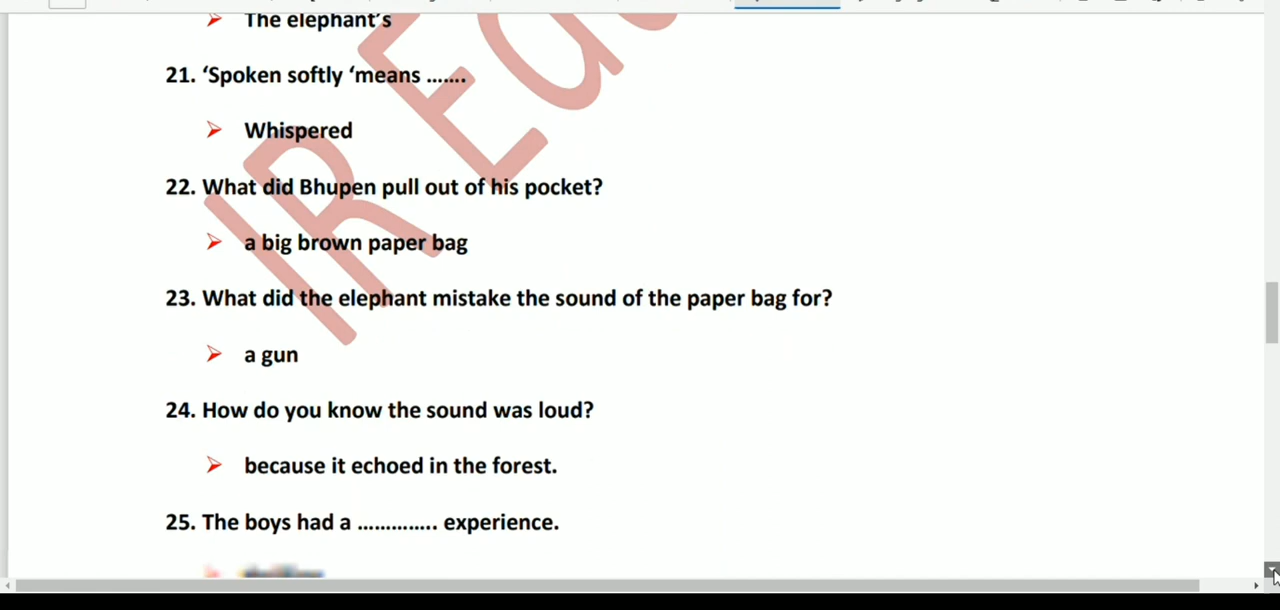 The elephant's
21. ‘Spoken softly ‘means .......
Whispered
22. What did Bhupen pull out of his pocket?
a big brown paper bag
23. What did the elephant mistake the sound of the paper bag for?
a gun
24. How do you know the sound was loud?
because it echoed in the forest.
25. The boys had a .............. experience.